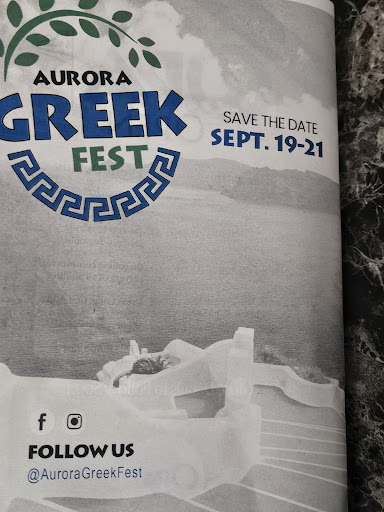 AURORA
GREEK
FEST
SAVE THE DATE
SEPT. 19-21
FOLLOW US
@AuroraGreekFest